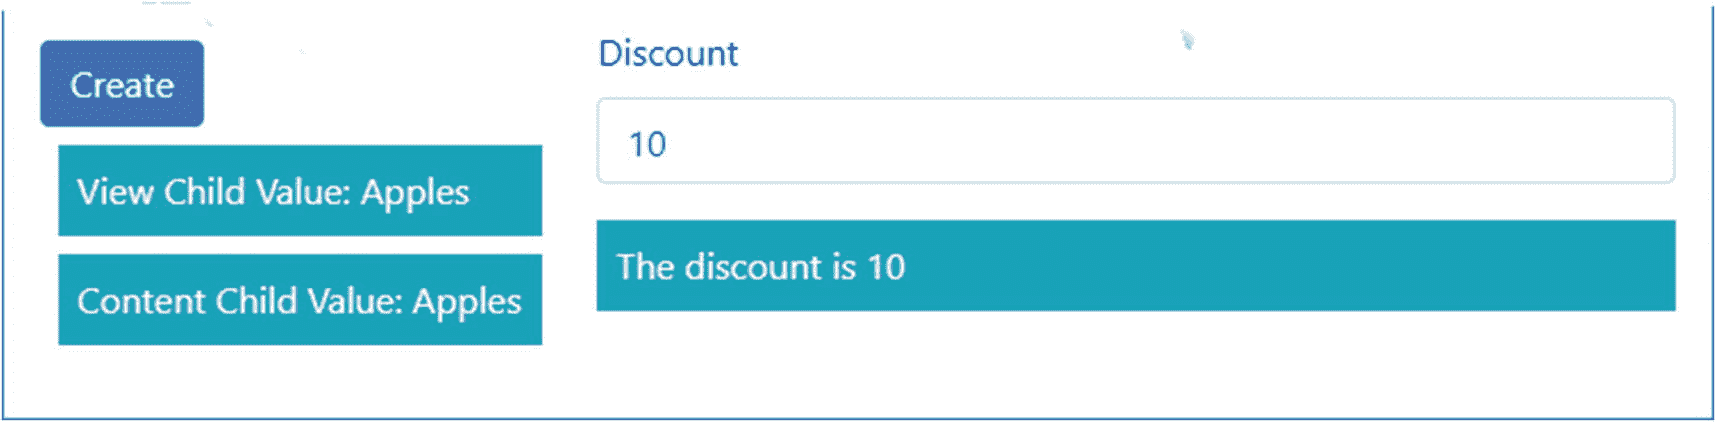 Create
View Child Value: Apples
Content Child Value: Apples
Discount
10
The discount is 10